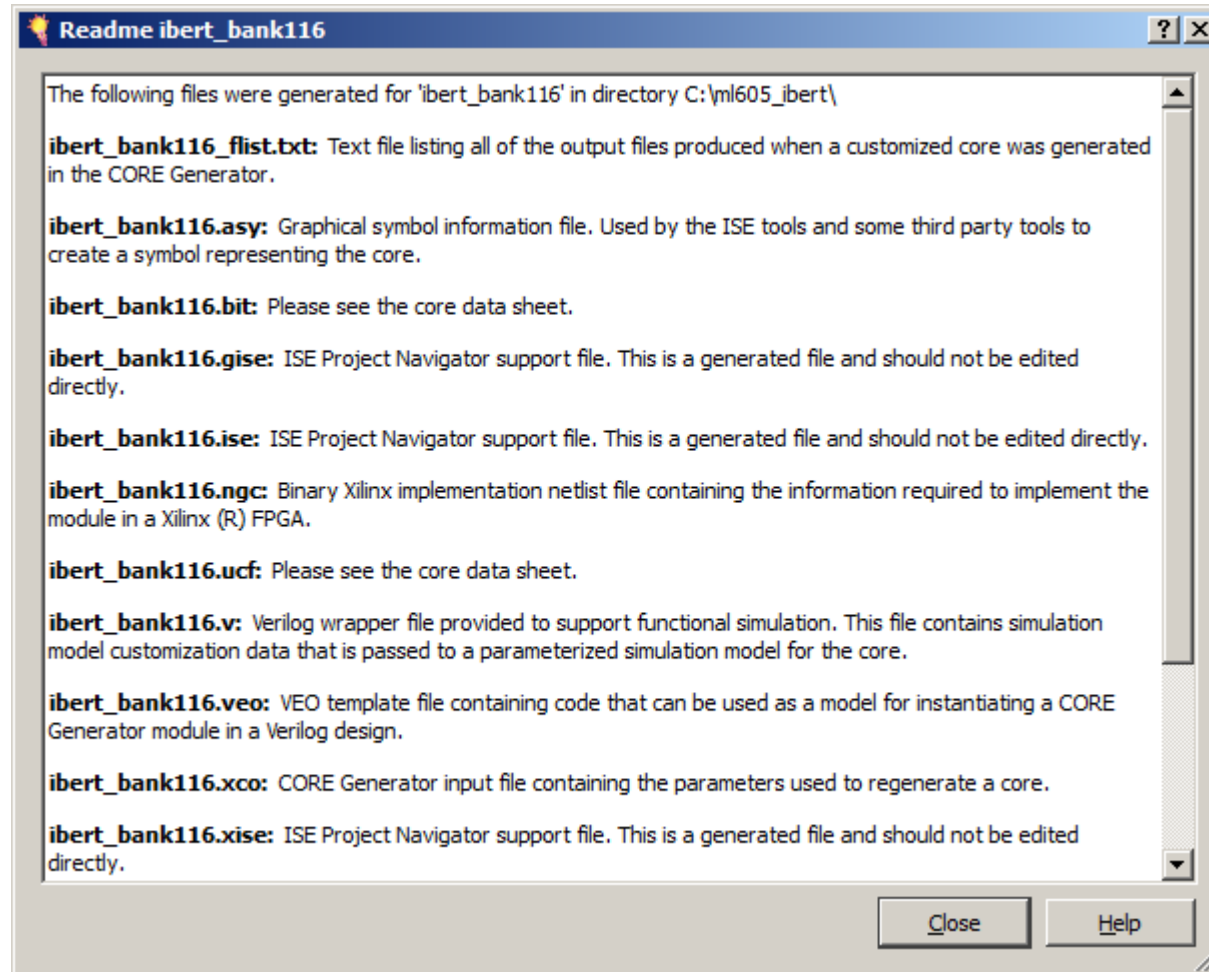 Readme ibert_bank116
The following files were generated for 'ibert_bank116' in directory C:\ml605_ibert\
ibert_bank116_flist.txt: Text file listing all of the output files produced when a customized core was generated
in the CORE Generator.
ibert_bank116.asy: Graphical symbol information file. Used by the ISE tools and some third party tools to
create a symbol representing the core.
ibert_bank116.bit: Please see the core data sheet.
ibert_bank116.gise: ISE Project Navigator support file. This is a generated file and should not be edited
directly.
ibert_bank116.ise: ISE Project Navigator support file. This is a generated file and should not be edited directly.
ibert_bank116.ngc: Binary Xilinx implementation netlist file containing the information required to implement the
module in a Xilinx (R) FPGA.
ibert_bank116.ucf: Please see the core data sheet.
ibert_bank116.v: Verilog wrapper file provided to support functional simulation. This file contains simulation
model customization data that is passed to a parameterized simulation model for the core.
ibert_bank116.veo: VEO template file containing code that can be used as a model for instantiating a CORE
Generator module in a Verilog design.
ibert_bank116.xco: CORE Generator input file containing the parameters used to regenerate a core.
ibert_bank116.xise: ISE Project Navigator support file. This is a generated file and should not be edited
directly.
Close Help